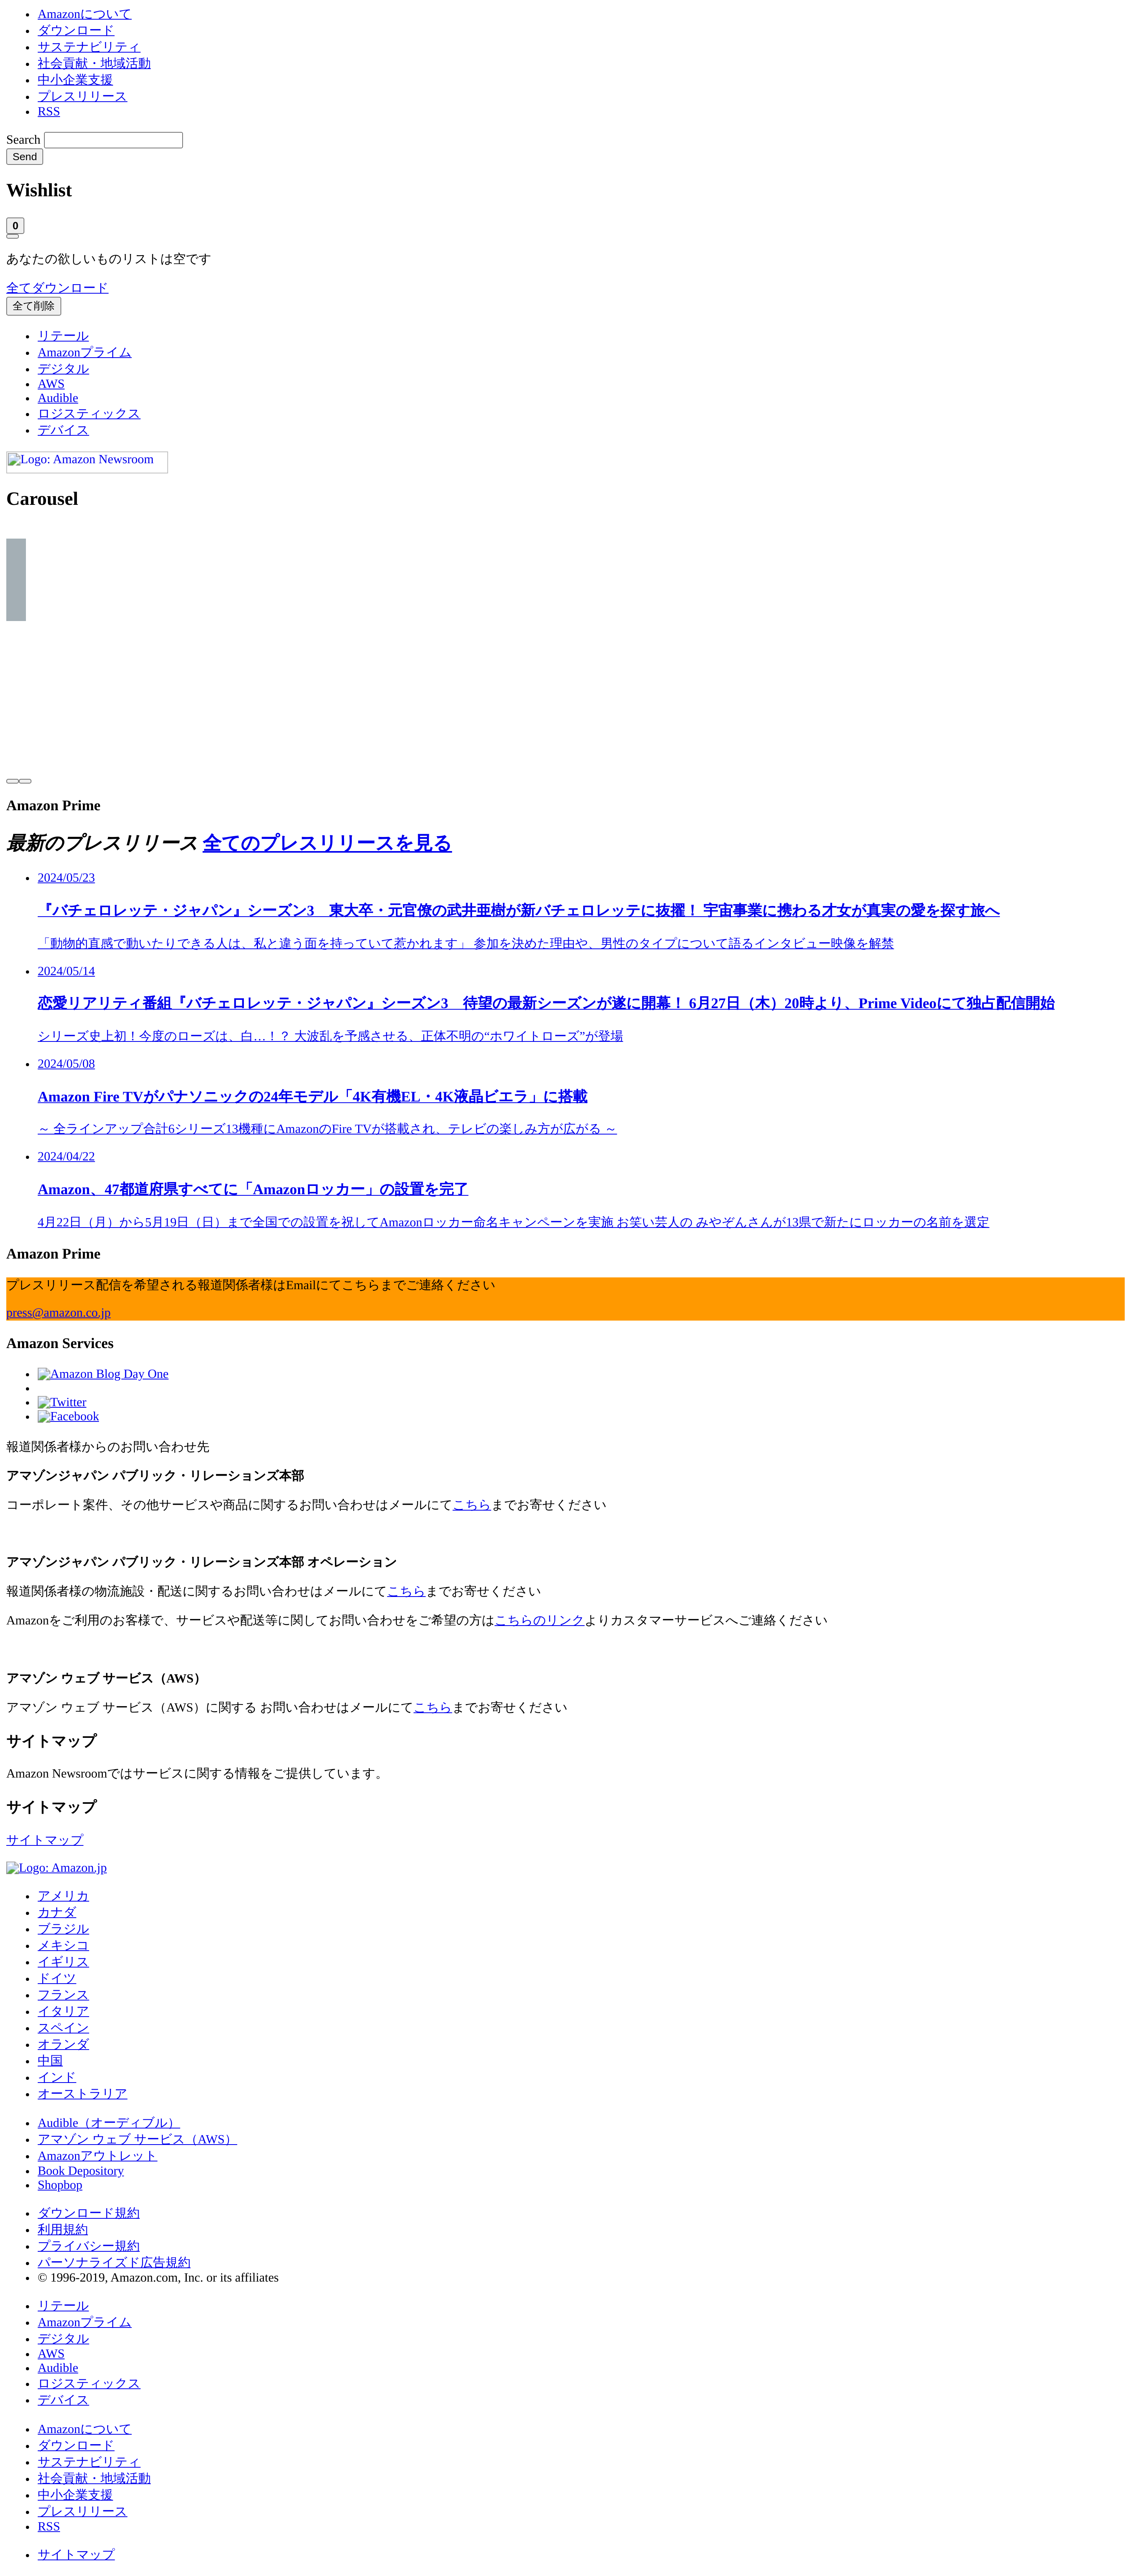 Amazonについて
ダウンロード
サステナビリティ
社会貢献・地域活動
中小企業支援
プレスリリース
RSS
Search
Send
Wishlist
0
あなたの欲しいものリストは空です
全てダウンロード
全て削除
リテール
Amazonプライム
デジタル
AWS
Audible
ロジスティックス
デバイス
Logo: Amazon Newsroom
Carousel
Amazon Prime
最新のプレスリリース 全てのプレスリリースを見る
2024/05/23
『バチェロレッテ・ジャパン』シーズン3　東大卒・元官僚の武井亜樹が新バチェロレッテに抜擢！ 宇宙事業に携わる才女が真実の愛を探す旅へ
「動物的直感で動いたりできる人は、私と違う面を持っていて惹かれます」 参加を決めた理由や、男性のタイプについて語るインタビュー映像を解禁
2024/05/14
恋愛リアリティ番組『バチェロレッテ・ジャパン』シーズン3　待望の最新シーズンが遂に開幕！ 6月27日（木）20時より、Prime Videoにて独占配信開始
シリーズ史上初！今度のローズは、白…！？ 大波乱を予感させる、正体不明の“ホワイトローズ”が登場
2024/05/08
Amazon Fire TVがパナソニックの24年モデル「4K有機EL・4K液晶ビエラ」に搭載
～ 全ラインアップ合計6シリーズ13機種にAmazonのFire TVが搭載され、テレビの楽しみ方が広がる ～
2024/04/22
Amazon、47都道府県すべてに「Amazonロッカー」の設置を完了
4月22日（月）から5月19日（日）まで全国での設置を祝してAmazonロッカー命名キャンペーンを実施 お笑い芸人の みやぞんさんが13県で新たにロッカーの名前を選定
Amazon Prime
プレスリリース配信を希望される報道関係者様はEmailにてこちらまでご連絡ください
press@amazon.co.jp
Amazon Services
Amazon Blog Day One
Twitter
Facebook
報道関係者様からのお問い合わせ先
アマゾンジャパン パブリック・リレーションズ本部
コーポレート案件、その他サービスや商品に関するお問い合わせはメールにてこちらまでお寄せください
アマゾンジャパン パブリック・リレーションズ本部 オペレーション
報道関係者様の物流施設・配送に関するお問い合わせはメールにてこちらまでお寄せください
Amazonをご利用のお客様で、サービスや配送等に関してお問い合わせをご希望の方はこちらのリンクよりカスタマーサービスへご連絡ください
アマゾン ウェブ サービス（AWS）
アマゾン ウェブ サービス（AWS）に関する お問い合わせはメールにてこちらまでお寄せください
サイトマップ
Amazon Newsroomではサービスに関する情報をご提供しています。
サイトマップ
サイトマップ
Logo: Amazon.jp
アメリカ
カナダ
ブラジル
メキシコ
イギリス
ドイツ
フランス
イタリア
スペイン
オランダ
中国
インド
オーストラリア
Audible（オーディブル）
アマゾン ウェブ サービス（AWS）
Amazonアウトレット
Book Depository
Shopbop
ダウンロード規約
利用規約
プライバシー規約
パーソナライズド広告規約
© 1996-2019, Amazon.com, Inc. or its affiliates
リテール
Amazonプライム
デジタル
AWS
Audible
ロジスティックス
デバイス
Amazonについて
ダウンロード
サステナビリティ
社会貢献・地域活動
中小企業支援
プレスリリース
RSS
サイトマップ